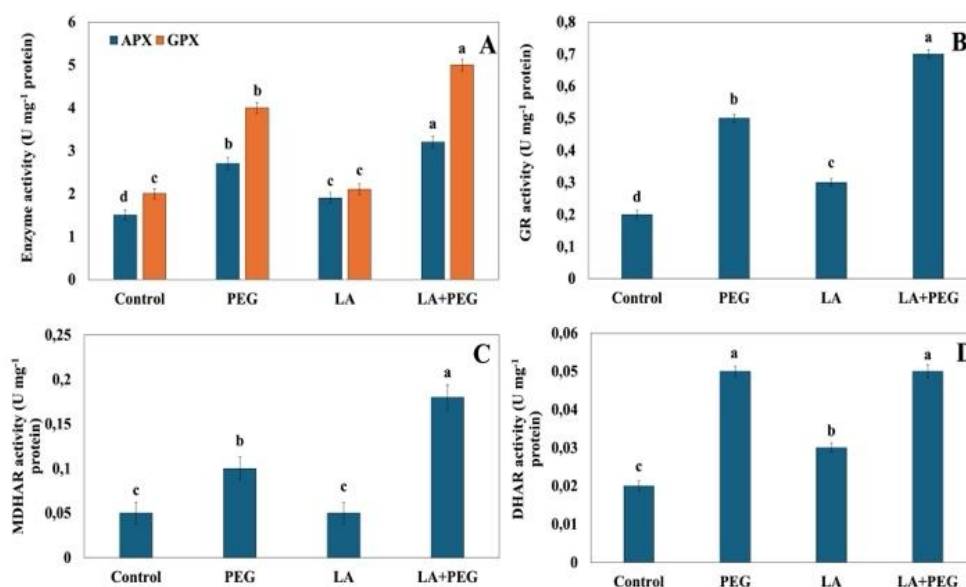 A
APX GPX
Enzyme activity (U mg⁻¹ protein)
6
5
4
3
2
1
0
d c
b b
c c
a a
Control PEG LA LA+PEG
B
GR activity (U mg⁻¹ protein)
0,8
0,7
0,6
0,5
0,4
0,3
0,2
0,1
0
d
b
c
a
Control PEG LA LA+PEG
C
MDHAR activity (U mg⁻¹
protein)
0,25
0,2
0,15
0,1
0,05
0
c
b
c
a
Control PEG LA LA+PEG
D
DHAR activity (U mg⁻¹
protein)
0,06
0,05
0,04
0,03
0,02
0,01
0
c
a
b
a
Control PEG LA LA+PEG